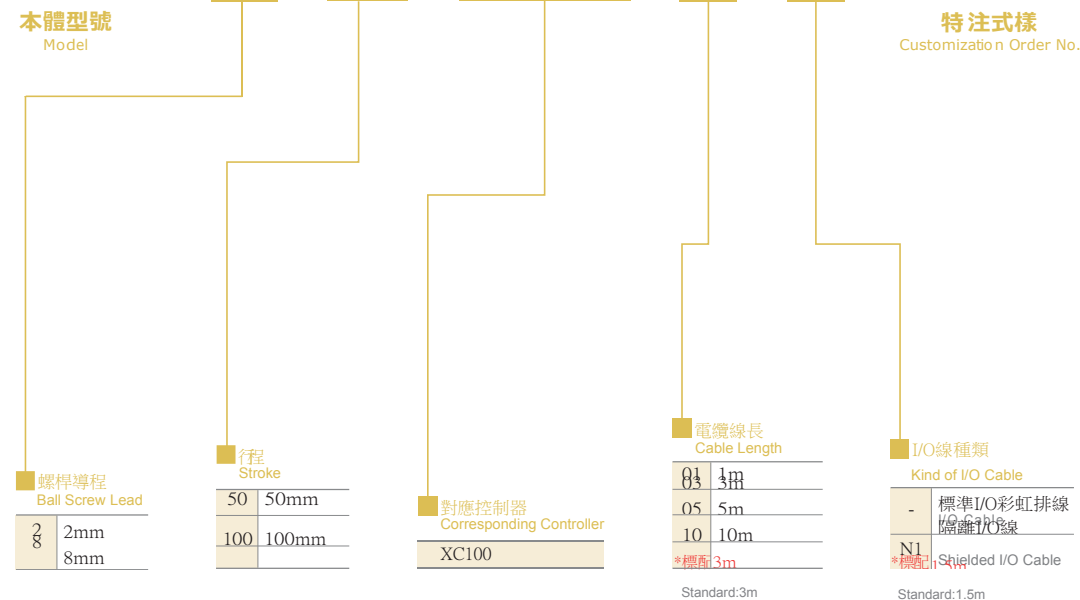 本體型號
Model
特注式樣
Customization Order No.
螺桿導程
Ball Screw Lead
2 2mm
8 8mm
行程
Stroke
50 50mm
100 100mm
對應控制器
Corresponding Controller
XC100
電纜線長
Cable Length
01 1m
03 3m
05 5m
10 10m
*標配3m
Standard:3m
I/O線種類
Kind of I/O Cable
- 標準I/O彩虹排線
I/O Cable
隔離I/O線
N1 Shielded I/O Cable
*標配1.5m
Standard:1.5m